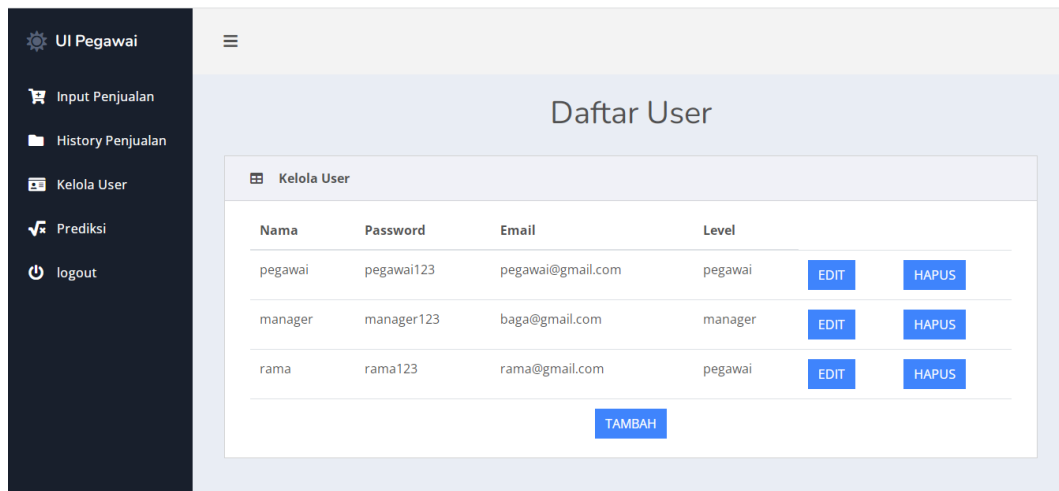 UI Pegawai
Input Penjualan
History Penjualan
Kelola User
Prediksi
logout
Daftar User
Kelola User
Nama Password Email Level
pegawai pegawai123 pegawai@gmail.com pegawai EDIT HAPUS
manager manager123 baga@gmail.com manager EDIT HAPUS
rama rama123 rama@gmail.com pegawai EDIT HAPUS
TAMBAH